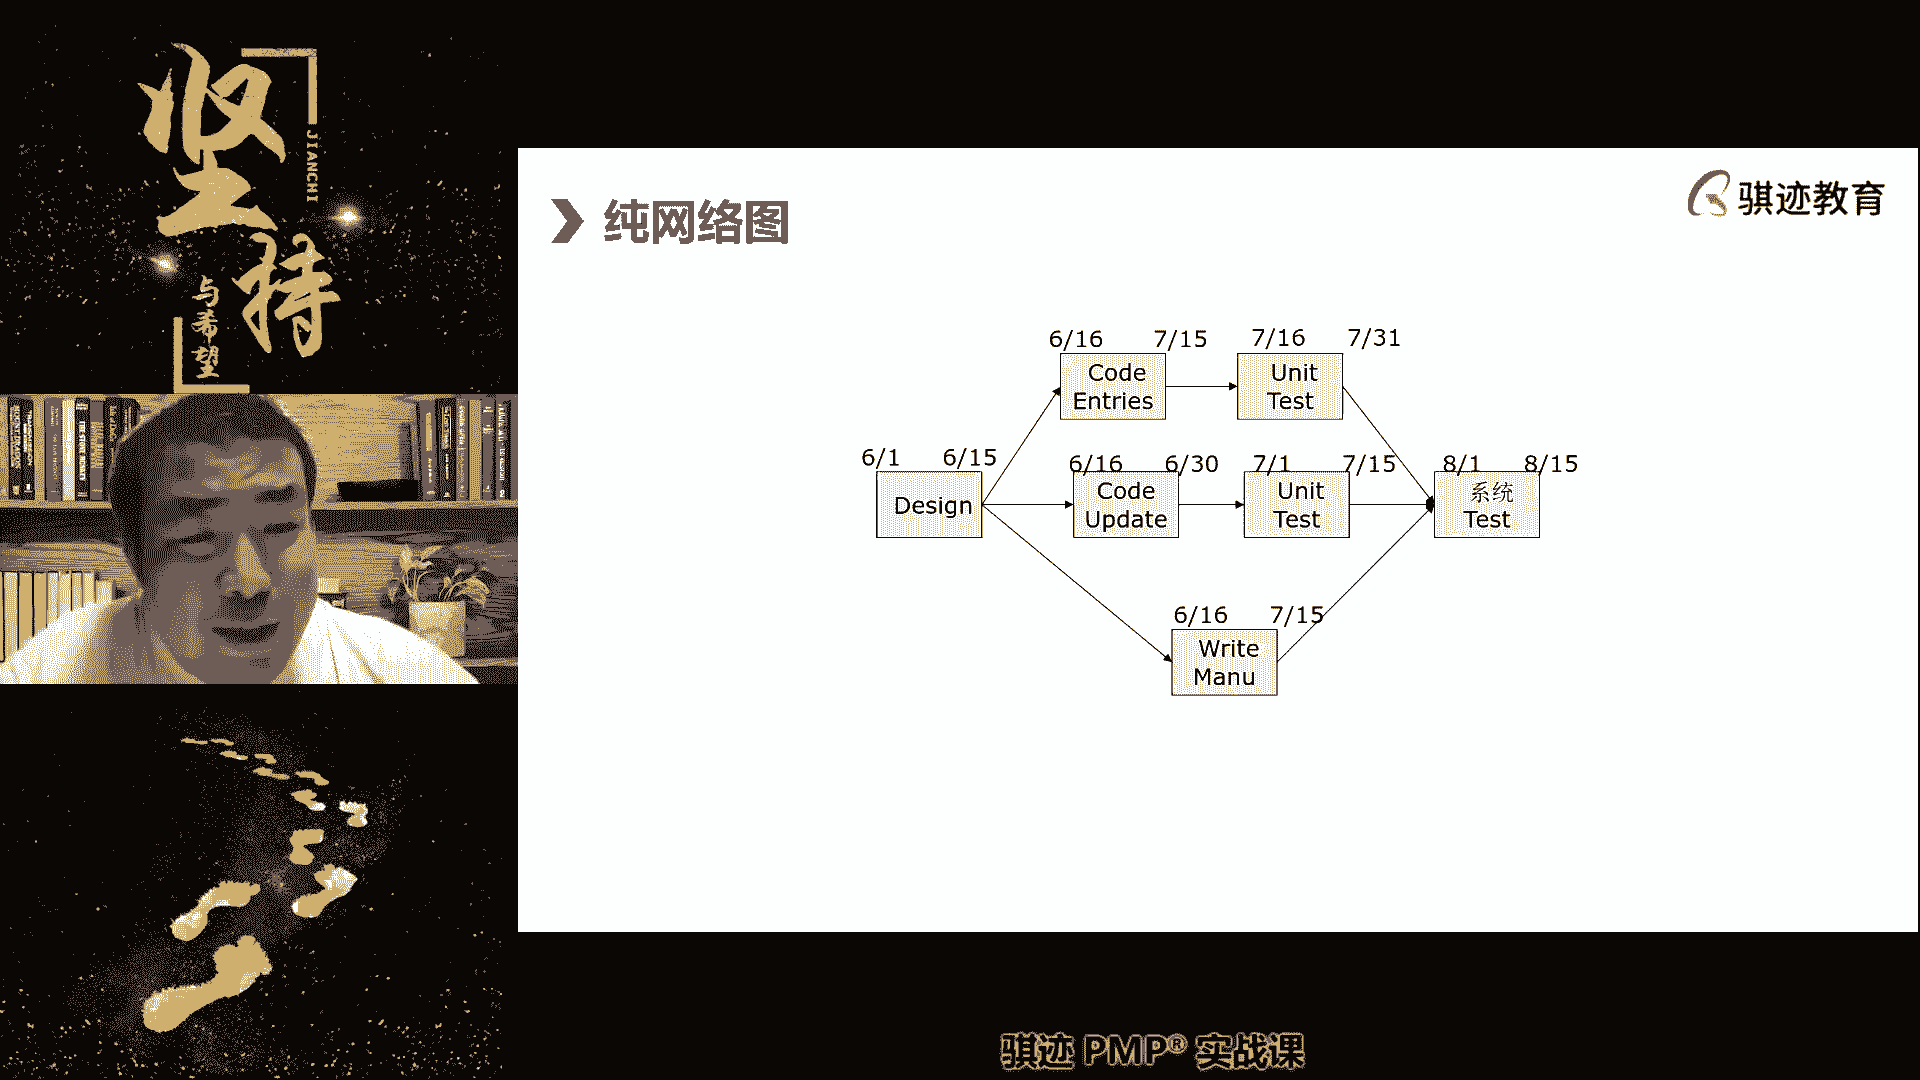 坚持
JIANCHI
与希望
纯网络图
骐迹教育
6/16 7/15 7/16 7/31
Code
Entries
Unit
Test
6/1 6/15
Design
6/16 6/30 7/1 7/15
Code
Update
Unit
Test
8/1 8/15
系统
Test
6/16 7/15
Write
Manu
骐迹 PMP® 实战课